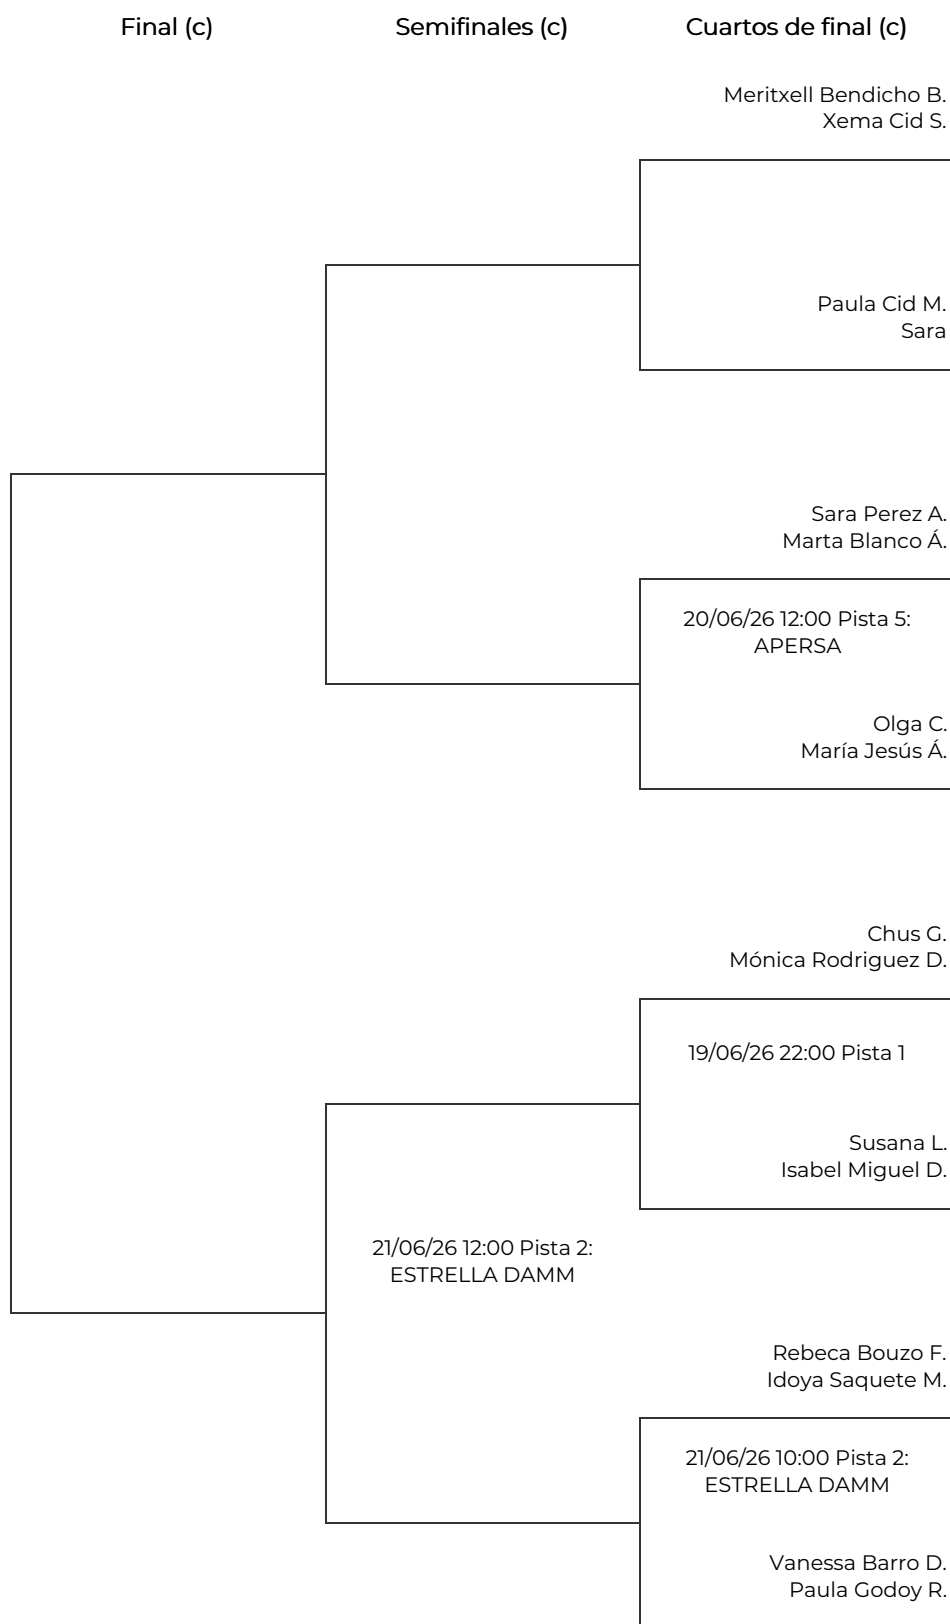 Final (c)
Semifinales (c)
Cuartos de final (c)
Meritxell Bendicho B.
Xema Cid S.
Paula Cid M.
Sara
Sara Perez A.
Marta Blanco Á.
20/06/26 12:00 Pista 5:
APERSA
Olga C.
María Jesús Á.
Chus G.
Mónica Rodriguez D.
19/06/26 22:00 Pista 1
Susana L.
Isabel Miguel D.
21/06/26 12:00 Pista 2:
ESTRELLA DAMM
Rebeca Bouzo F.
Idoya Saquete M.
21/06/26 10:00 Pista 2:
ESTRELLA DAMM
Vanessa Barro D.
Paula Godoy R.